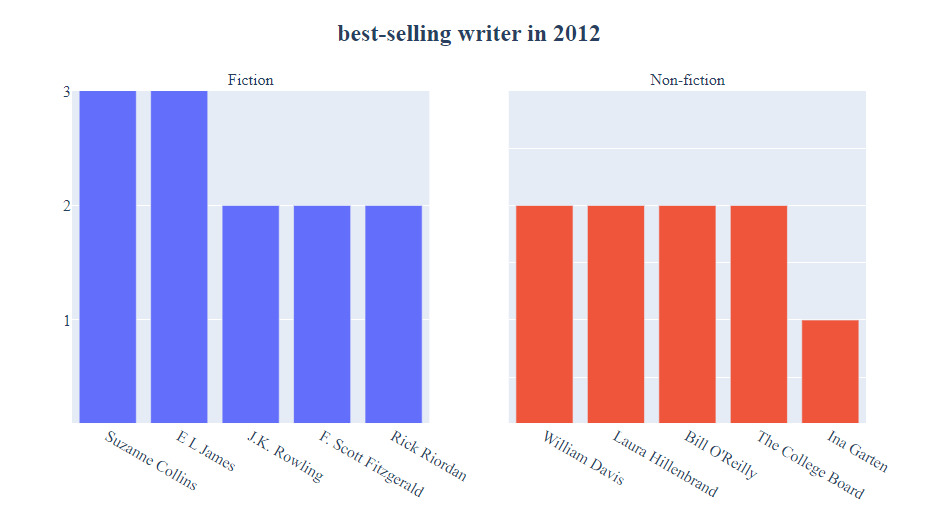 best-selling writer in 2012
Fiction
Non-fiction
3
2
1
Suzanne Collins
E L James
J.K. Rowling
F. Scott Fitzgerald
Rick Riordan
William Davis
Laura Hillenbrand
Bill O'Reilly
The College Board
Ina Garten